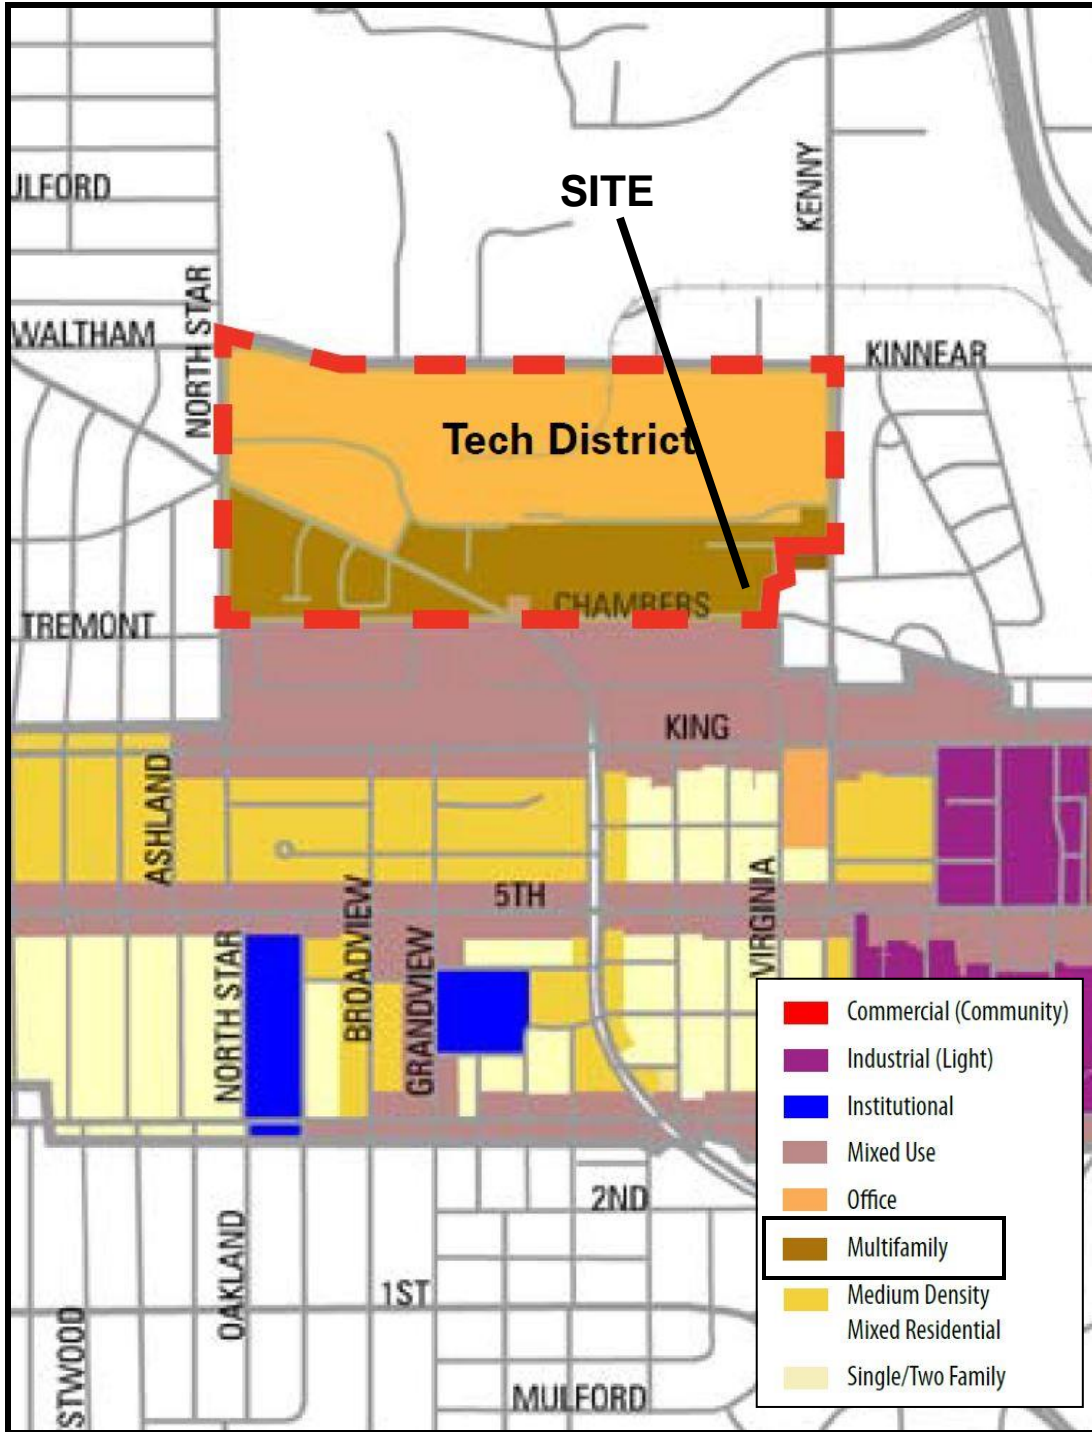 ULFORD
SITE
KENNY
NORTH STAR
WALTHAM
KINNEAR
Tech District
CHAMBERS
TREMONT
KING
ASHLAND
5TH
VIRGINIA
BROADVIEW
GRANDVIEW
NORTH STAR
2ND
OAKLAND
1ST
STWOOD
MULFORD
Commercial (Community)
Industrial (Light)
Institutional
Mixed Use
Office
Multifamily
Medium Density
Mixed Residential
Single/Two Family